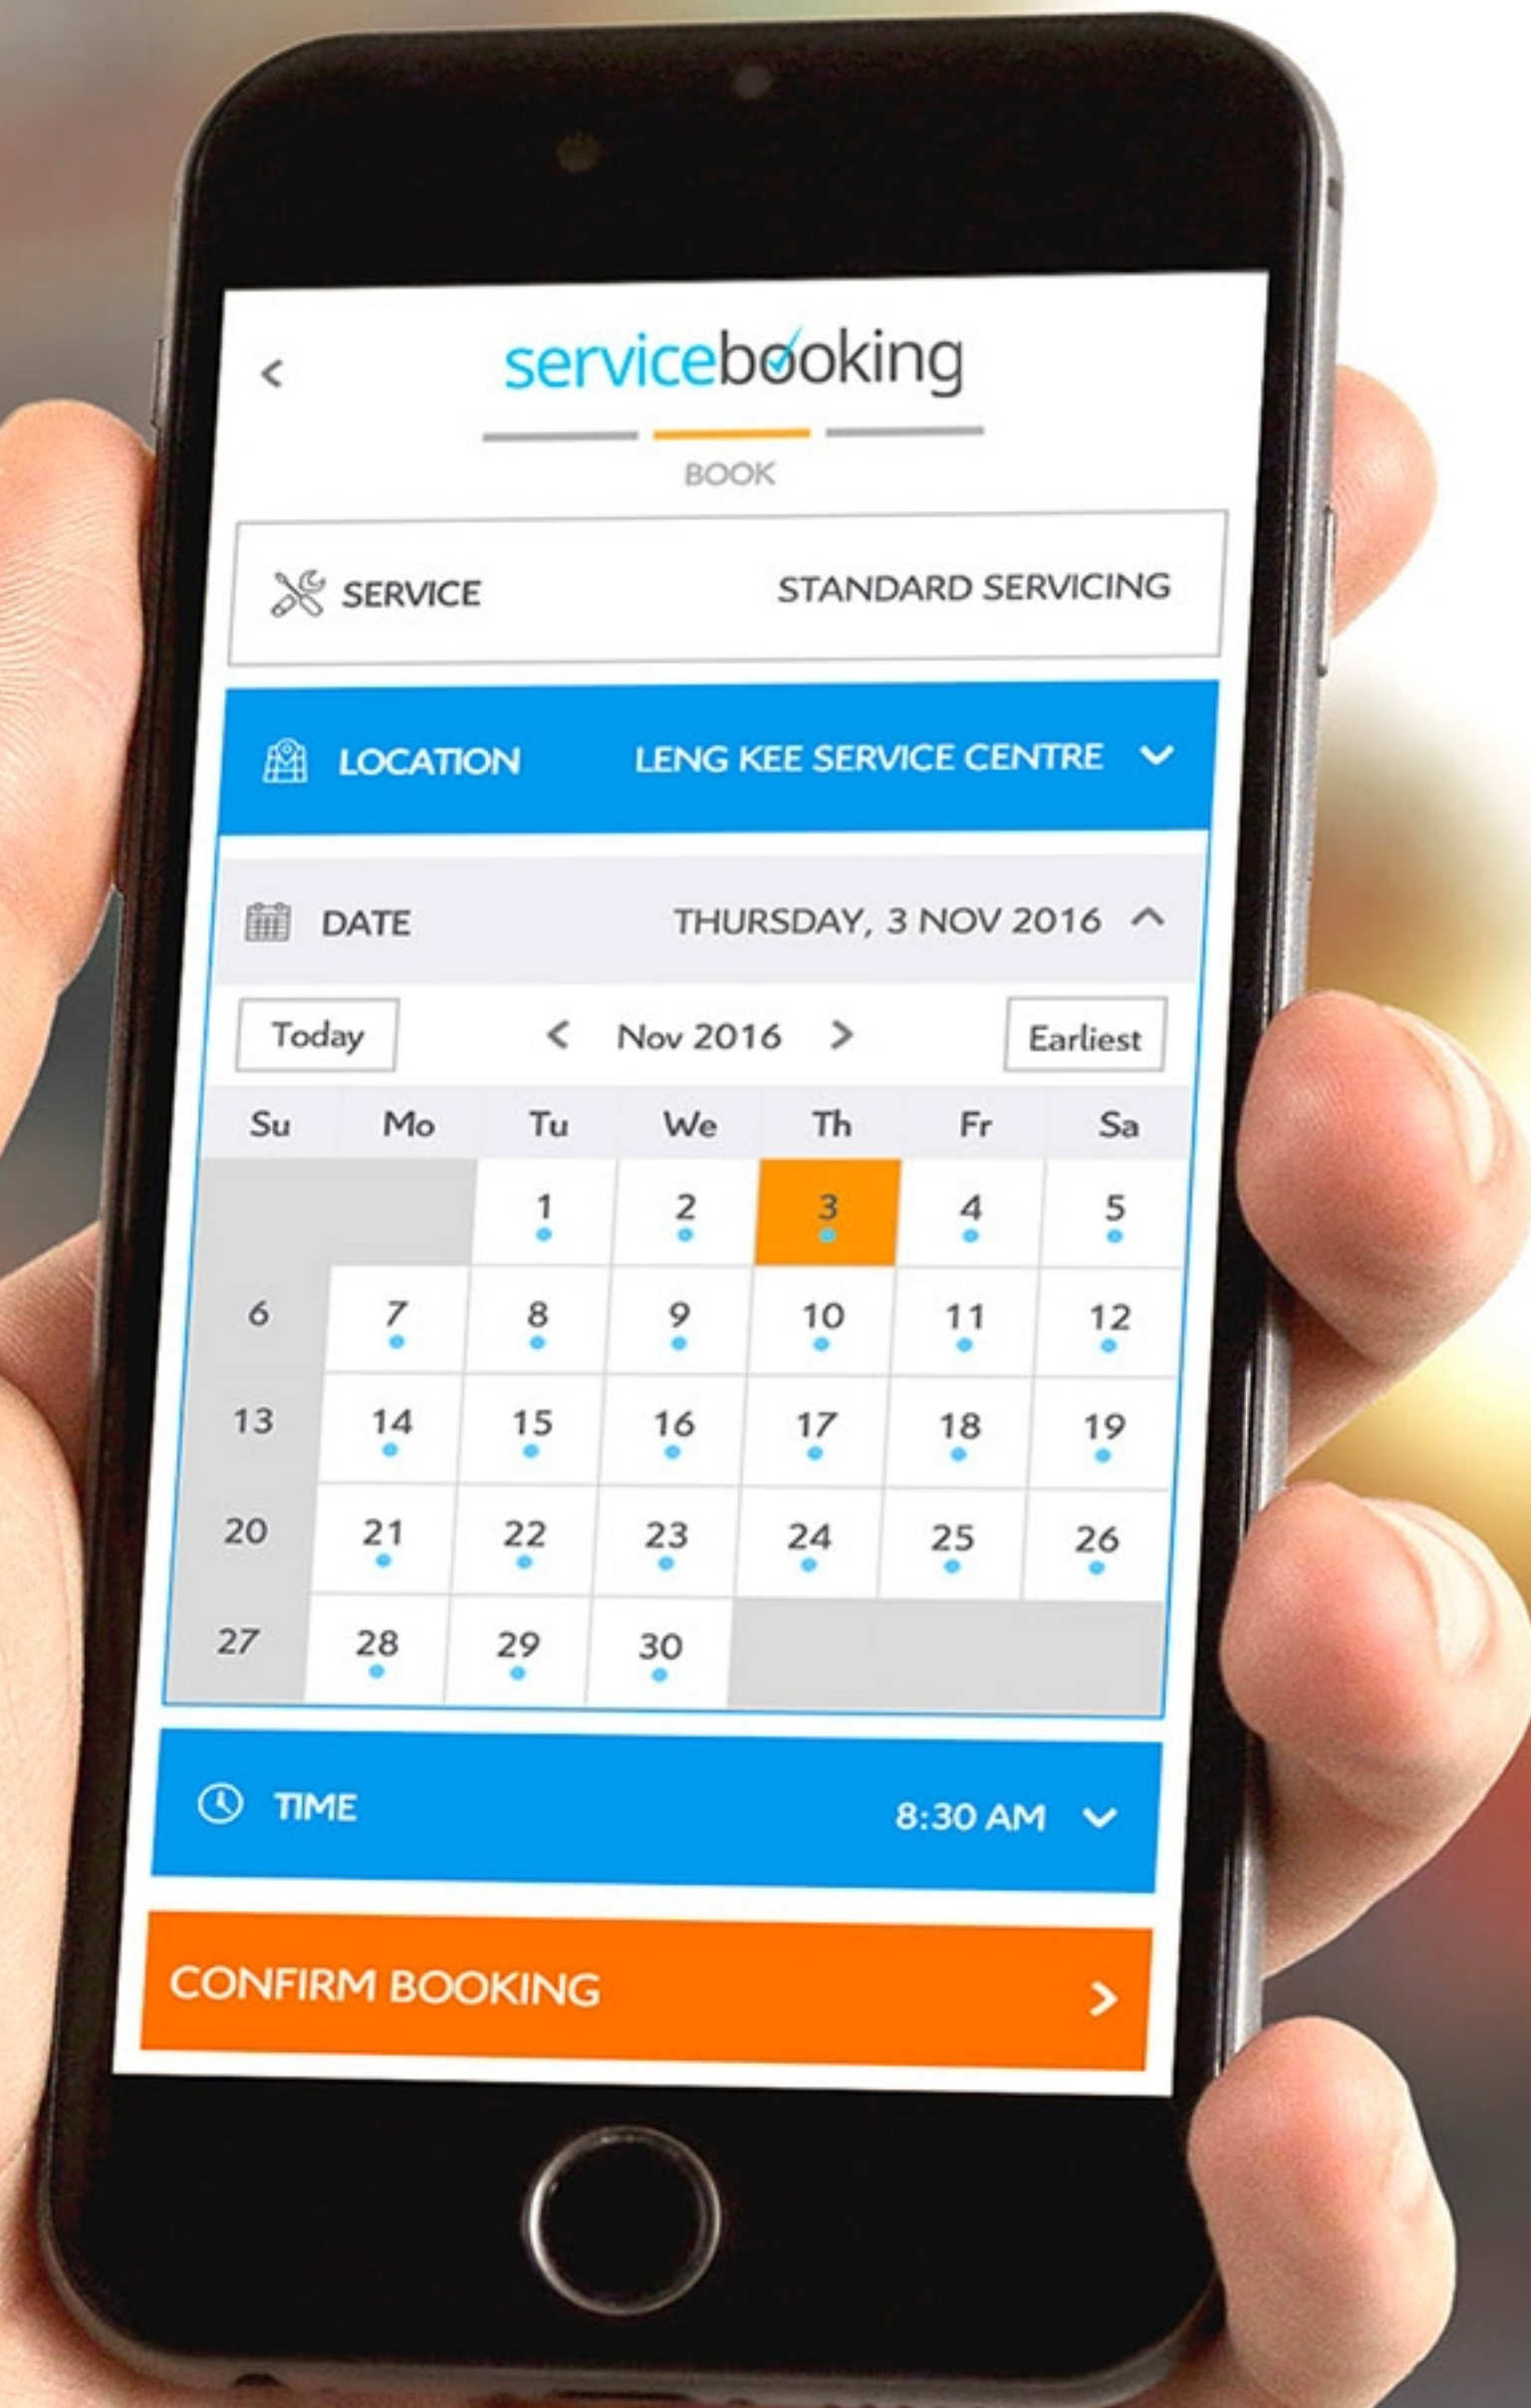 servicebooking
BOOK
SERVICE STANDARD SERVICING
LOCATION LENG KEE SERVICE CENTRE
DATE THURSDAY, 3 NOV 2016
Today < Nov 2016 > Earliest
Su Mo Tu We Th Fr Sa
1 2 3 4 5
6 7 8 9 10 11 12
13 14 15 16 17 18 19
20 21 22 23 24 25 26
27 28 29 30
TIME 8:30 AM
CONFIRM BOOKING >